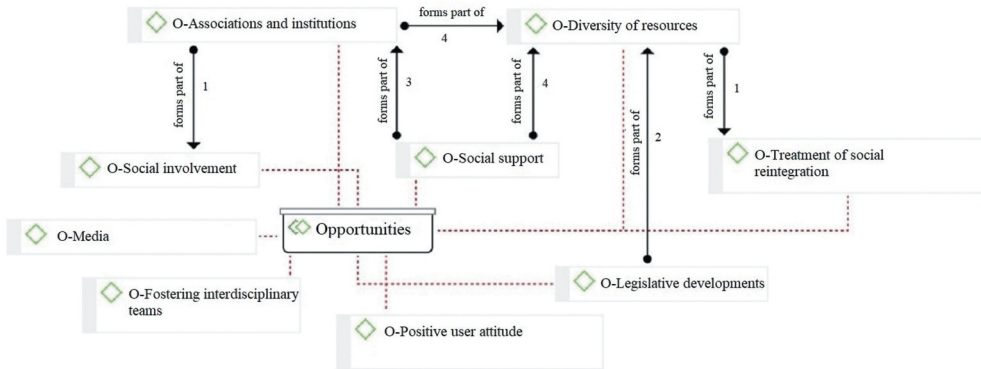 O-Associations and institutions
forms part of
4
O-Diversity of resources
forms part of
1
forms part of
3
forms part of
4
forms part of
2
forms part of
1
O-Social involvement
O-Social support
O-Treatment of social
reintegration
O-Media
Opportunities
O-Fostering interdisciplinary
teams
O-Legislative developments
O-Positive user attitude